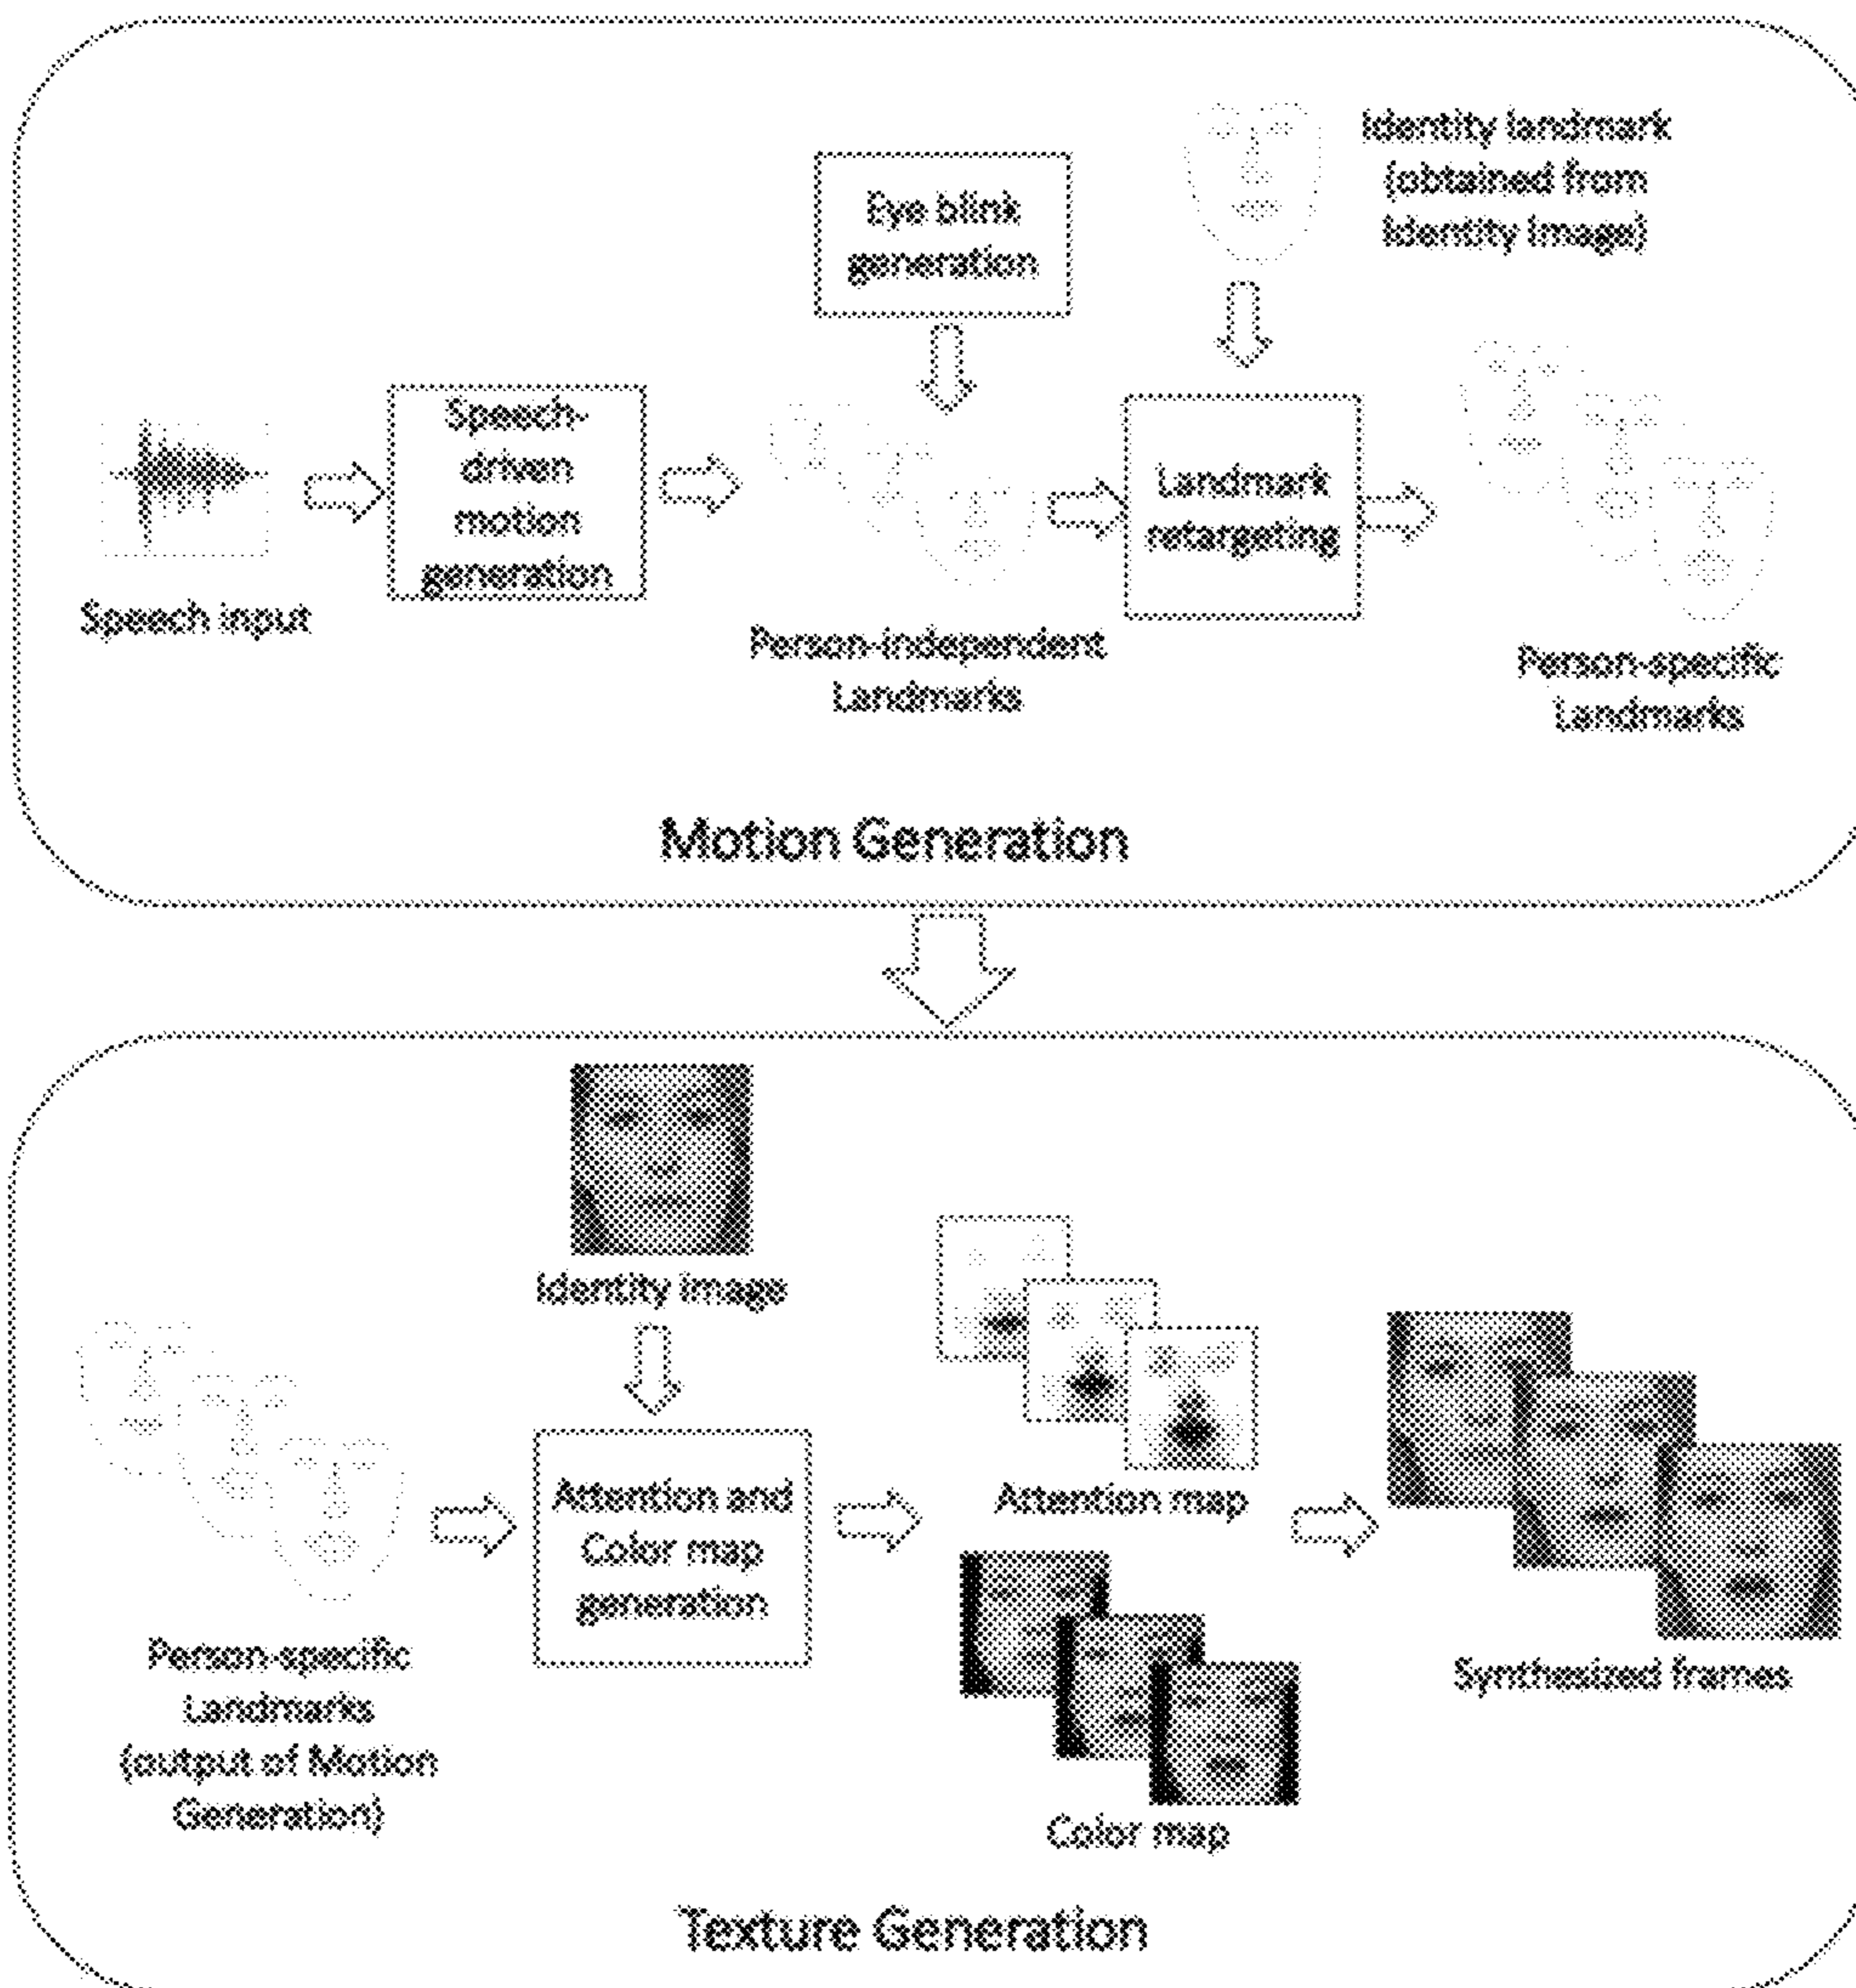 Identity landmark
(obtained from
Identity Image)
Eye blink
generation
Speech-
driven
motion
generation
Landmark
retargeting
Speech input
Person-independent
Landmarks
Person-specific
Landmarks
Motion Generation
Identity image
Attention and
Color map
generation
Attention map
Person-specific
Landmarks
(output of Motion
Generation)
Synthesized frames
Color map
Texture Generation